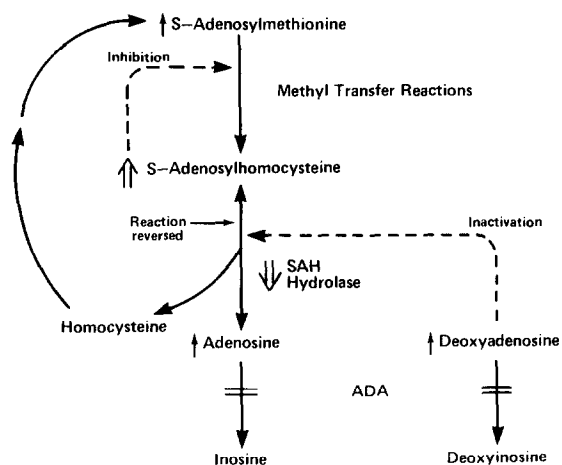 S–Adenosylmethionine
Inhibition
Methyl Transfer Reactions
S–Adenosylhomocysteine
Reaction
reversed
Inactivation
SAH
Hydrolase
Homocysteine
Adenosine
Deoxyadenosine
ADA
Inosine
Deoxyinosine